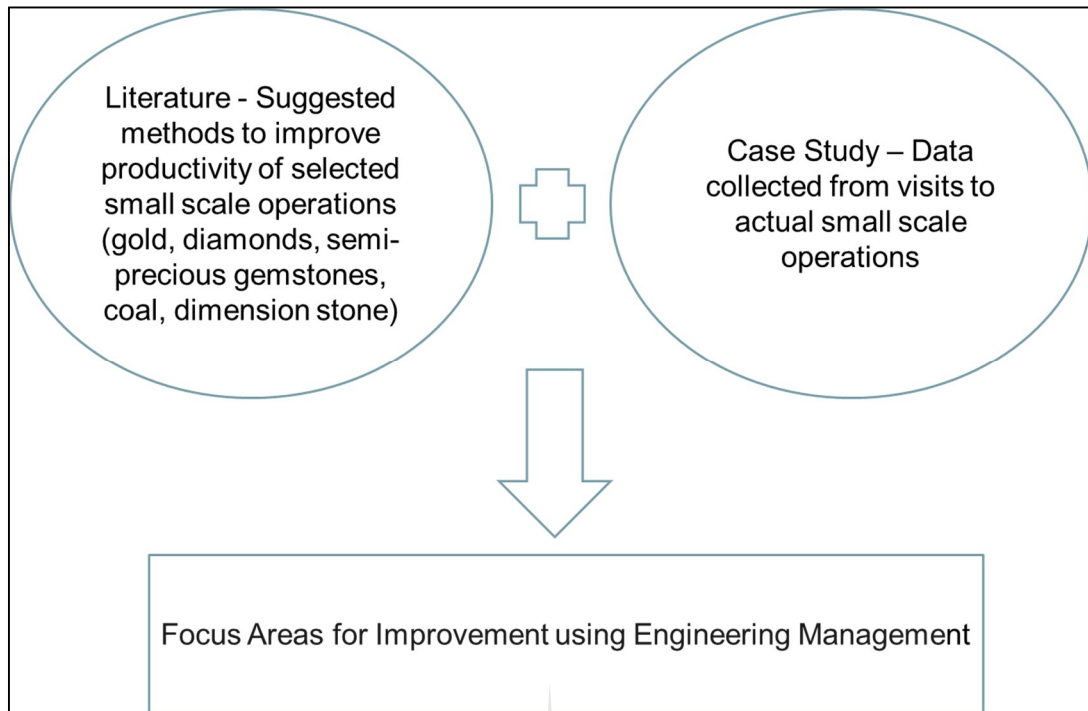 Literature - Suggested
methods to improve
productivity of selected
small scale operations
(gold, diamonds, semi-
precious gemstones,
coal, dimension stone)
Case Study – Data
collected from visits to
actual small scale
operations
Focus Areas for Improvement using Engineering Management